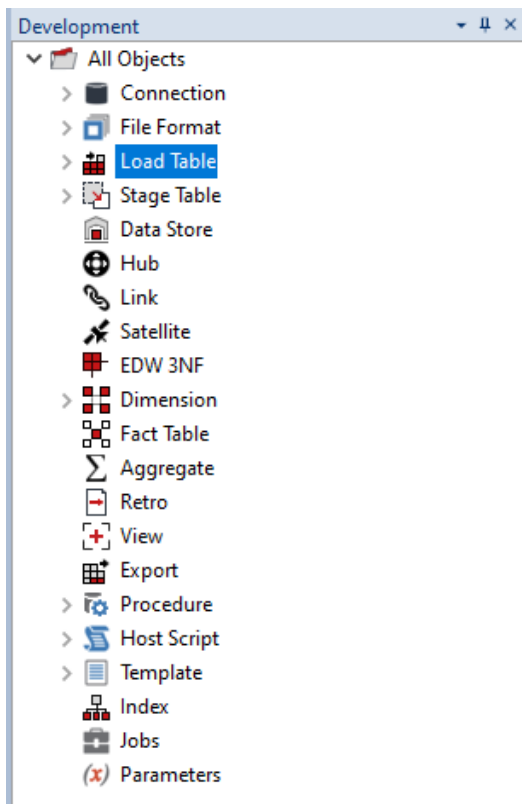 Development
All Objects
Connection
File Format
Load Table
Stage Table
Data Store
Hub
Link
Satellite
EDW 3NF
Dimension
Fact Table
Aggregate
Retro
View
Export
Procedure
Host Script
Template
Index
Jobs
(x) Parameters